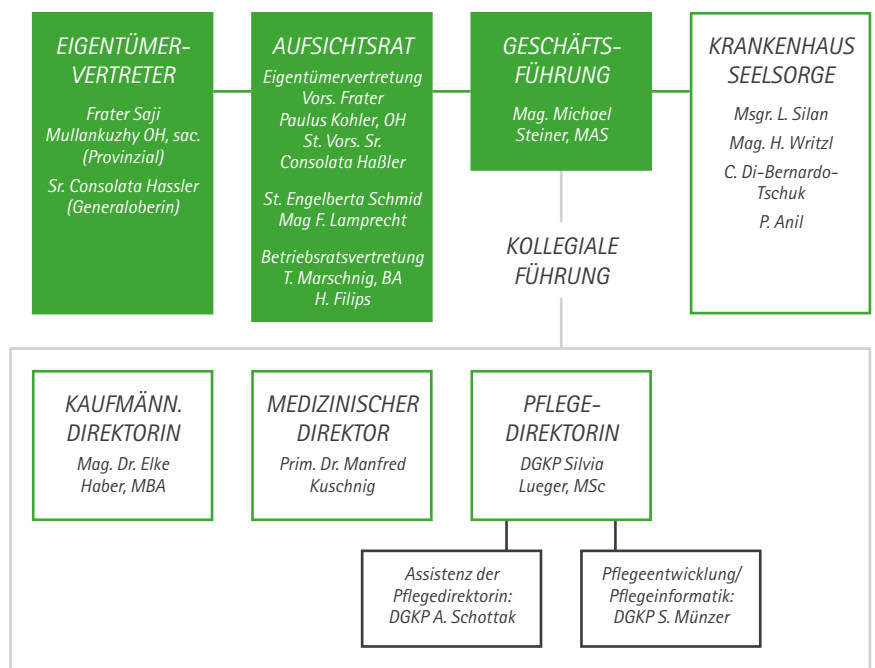 EIGENTÜMER-
VERTRETER
Frater Saji
Mullankuzhy OH, sac.
(Provinzial)
Sr. Consolata Hassler
(Generaloberin)
AUFSICHTSRAT
Eigentümervertretung
Vors. Frater
Paulus Kohler, OH
St. Vors. Sr.
Consolata Haßler
St. Engelberta Schmid
Mag F. Lamprecht
Betriebsratsvertretung
T. Marschnig, BA
H. Filips
GESCHÄFTS-
FÜHRUNG
Mag. Michael
Steiner, MAS
KRANKENHAUS
SEELSORGE
Msgr. L. Silan
Mag. H. Writzl
C. Di-Bernardo-
Tschuk
P. Anil
KOLLEGIALE
FÜHRUNG
KAUFMÄNN.
DIREKTORIN
Mag. Dr. Elke
Haber, MBA
MEDIZINISCHER
DIREKTOR
Prim. Dr. Manfred
Kuschnig
PFLEGE-
DIREKTORIN
DGKP Silvia
Lueger, MSc
Assistenz der
Pflegedirektorin:
DGKP A. Schottak
Pflegeentwicklung/
Pflegeinformatik:
DGKP S. Münzer